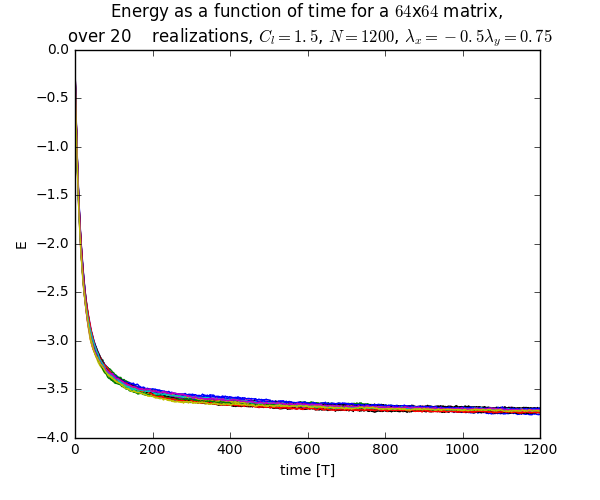 Energy as a function of time for a 64x64 matrix,
over 20    realizations, C_l = 1.5, N = 1200, λ_x = −0.5λ_y = 0.75
0.0
−0.5
−1.0
−1.5
−2.0
−2.5
−3.0
−3.5
−4.0
E
0 200 400 600 800 1000 1200
time [T]